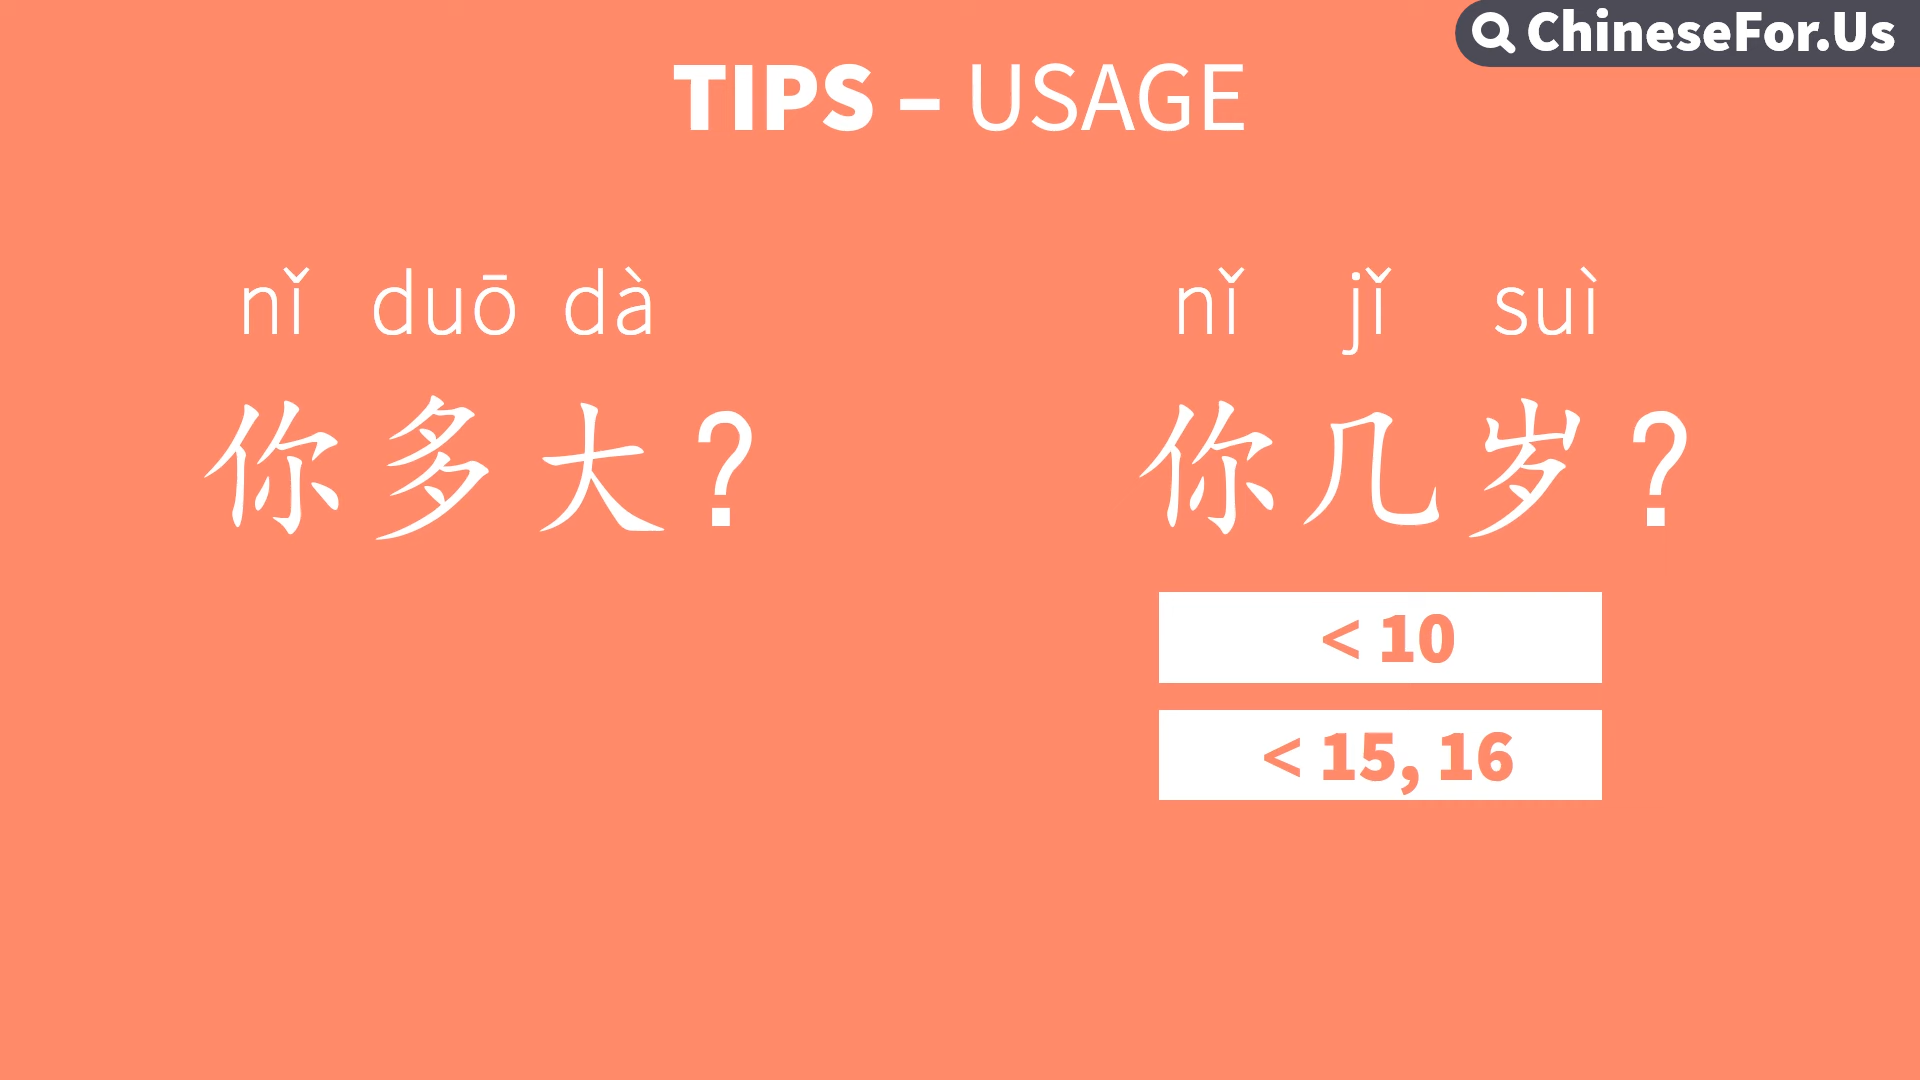 ChineseFor.Us
TIPS – USAGE
nǐ duō dà
你多大?
nǐ jǐ suì
你几岁?
< 10
< 15, 16